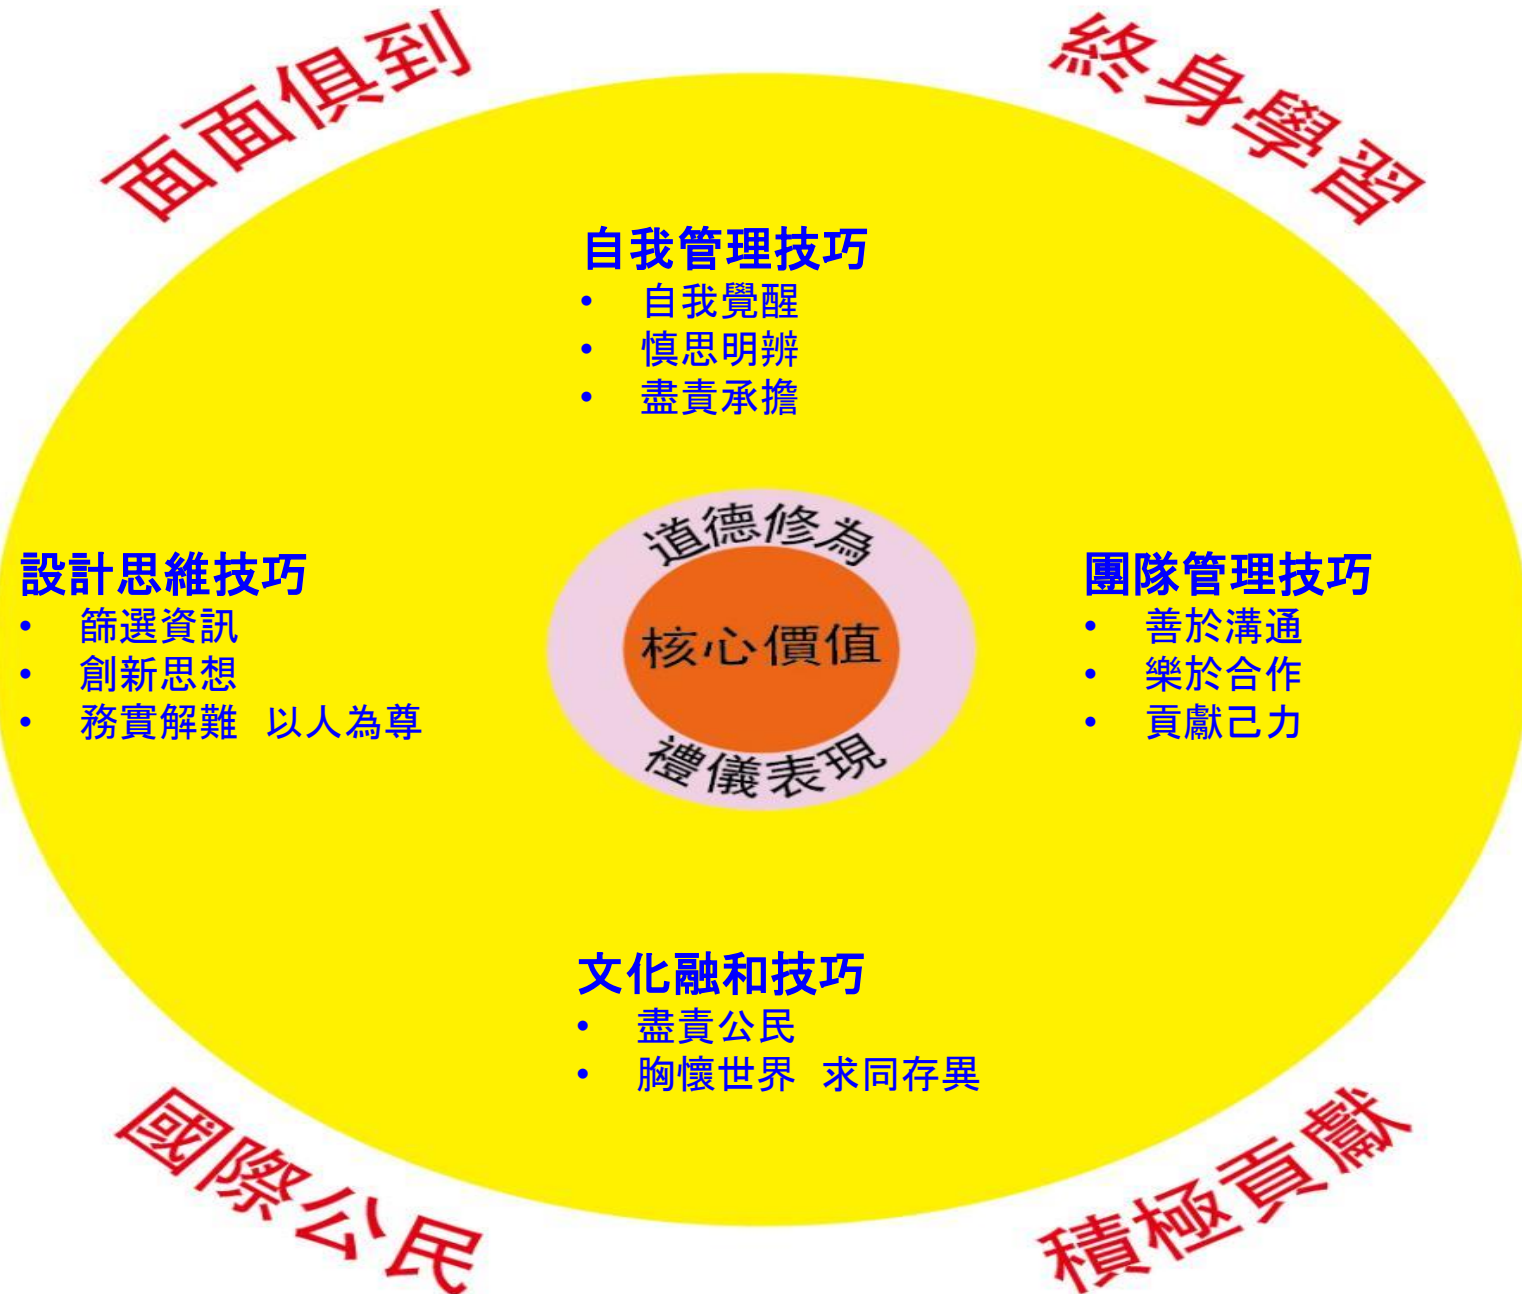 面面俱到
終身學習
自我管理技巧
• 自我覺醒
• 慎思明辨
• 盡責承擔
設計思維技巧
• 篩選資訊
• 創新思想
• 務實解難 以人為尊
道德修為
核心價值
禮儀表現
團隊管理技巧
• 善於溝通
• 樂於合作
• 貢獻己力
文化融和技巧
• 盡責公民
• 胸懷世界 求同存異
國際公民
積極貢獻